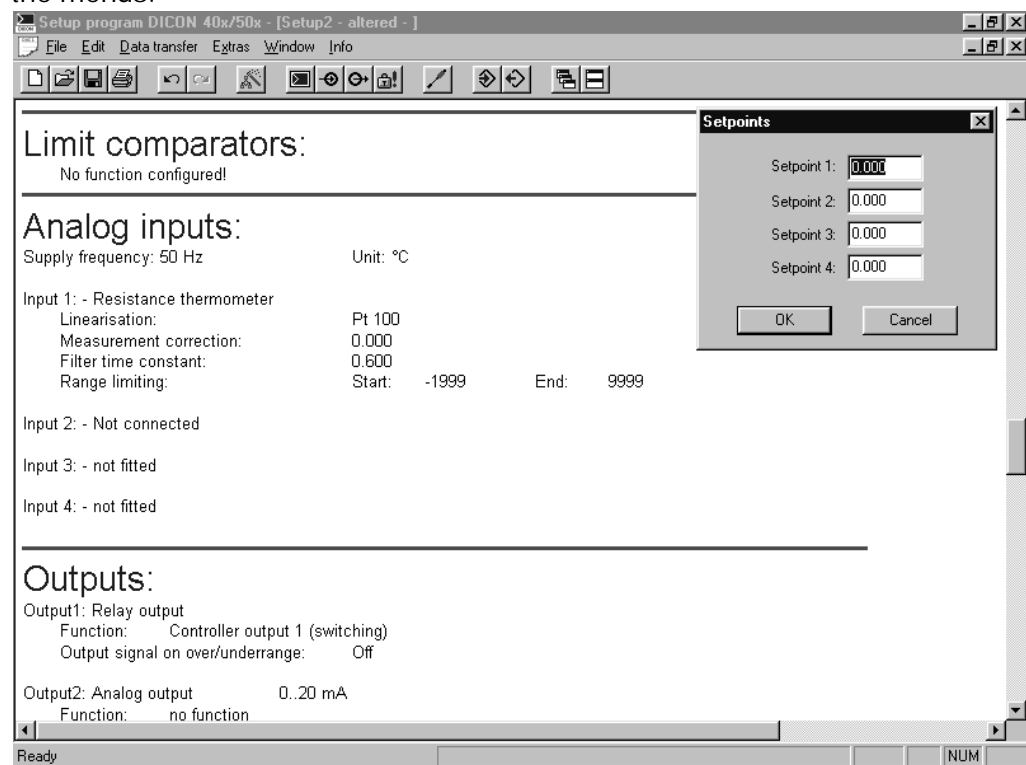 the menus.
Setup program DICON 40x/50x - [Setup2 - altered - ]
File Edit Data transfer Extras Window Info
Limit comparators:
No function configured!
Analog inputs:
Supply frequency: 50 Hz Unit: °C
Input 1: - Resistance thermometer
Linearisation: Pt 100
Measurement correction: 0.000
Filter time constant: 0.600
Range limiting: Start: -1999 End: 9999
Input 2: - Not connected
Input 3: - not fitted
Input 4: - not fitted
Outputs:
Output1: Relay output
Function: Controller output 1 (switching)
Output signal on over/underrange: Off
Output2: Analog output 0..20 mA
Function: no function
Setpoints
Setpoint 1: 0.000
Setpoint 2: 0.000
Setpoint 3: 0.000
Setpoint 4: 0.000
OK Cancel
Ready NUM